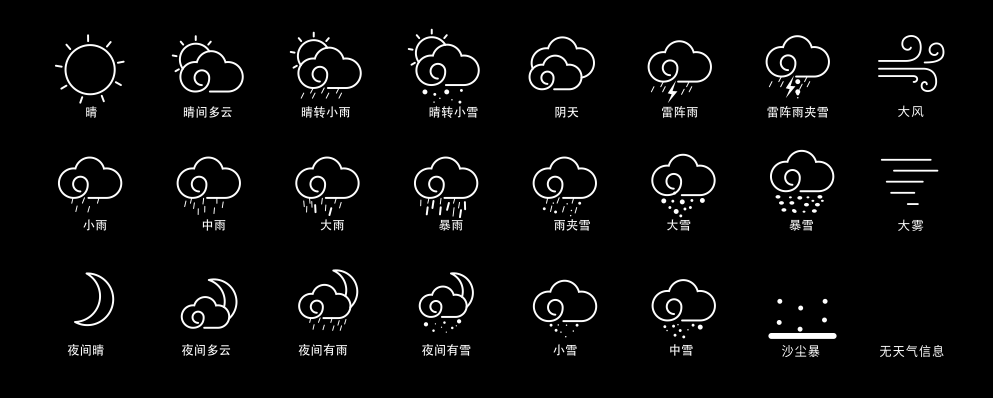 晴 晴间多云 晴转小雨 晴转小雪 阴天 雷阵雨 雷阵雨夹雪 大风
小雨 中雨 大雨 暴雨 雨夹雪 大雪 暴雪 大雾
夜间晴 夜间多云 夜间有雨 夜间有雪 小雪 中雪 沙尘暴 无天气信息